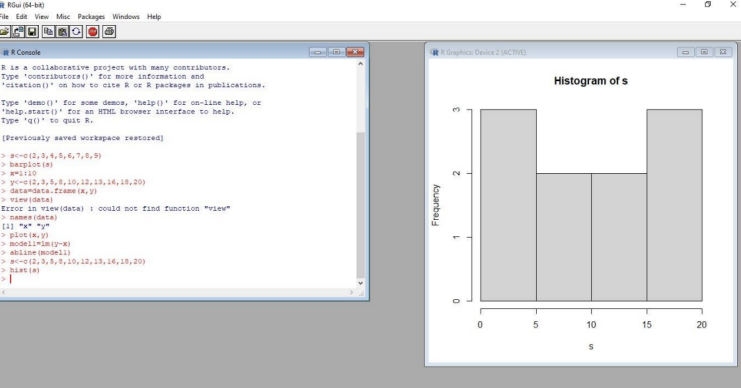 RGui (64-bit)
File Edit View Misc Packages Windows Help
R Console
R is a collaborative project with many contributors.
Type 'contributors()' for more information and
'citation()' on how to cite R or R packages in publications.
Type 'demo()' for some demos, 'help()' for on-line help, or
'help.start()' for an HTML browser interface to help.
Type 'q()' to quit R.
[Previously saved workspace restored]
> s<-c(2,3,4,5,6,7,8,9)
> barplot(s)
> x=1:10
> y<-c(2,3,5,8,10,12,13,16,18,20)
> data=data.frame(x,y)
> view(data)
Error in view(data) : could not find function "view"
> names(data)
[1] "x" "y"
> plot(x,y)
> model1=lm(y~x)
> abline(model1)
> s<-c(2,3,5,8,10,12,13,16,18,20)
> hist(s)
>
R Graphics: Device 2 (ACTIVE)
Histogram of s
Frequency
3
2
1
0
0 5 10 15 20
s